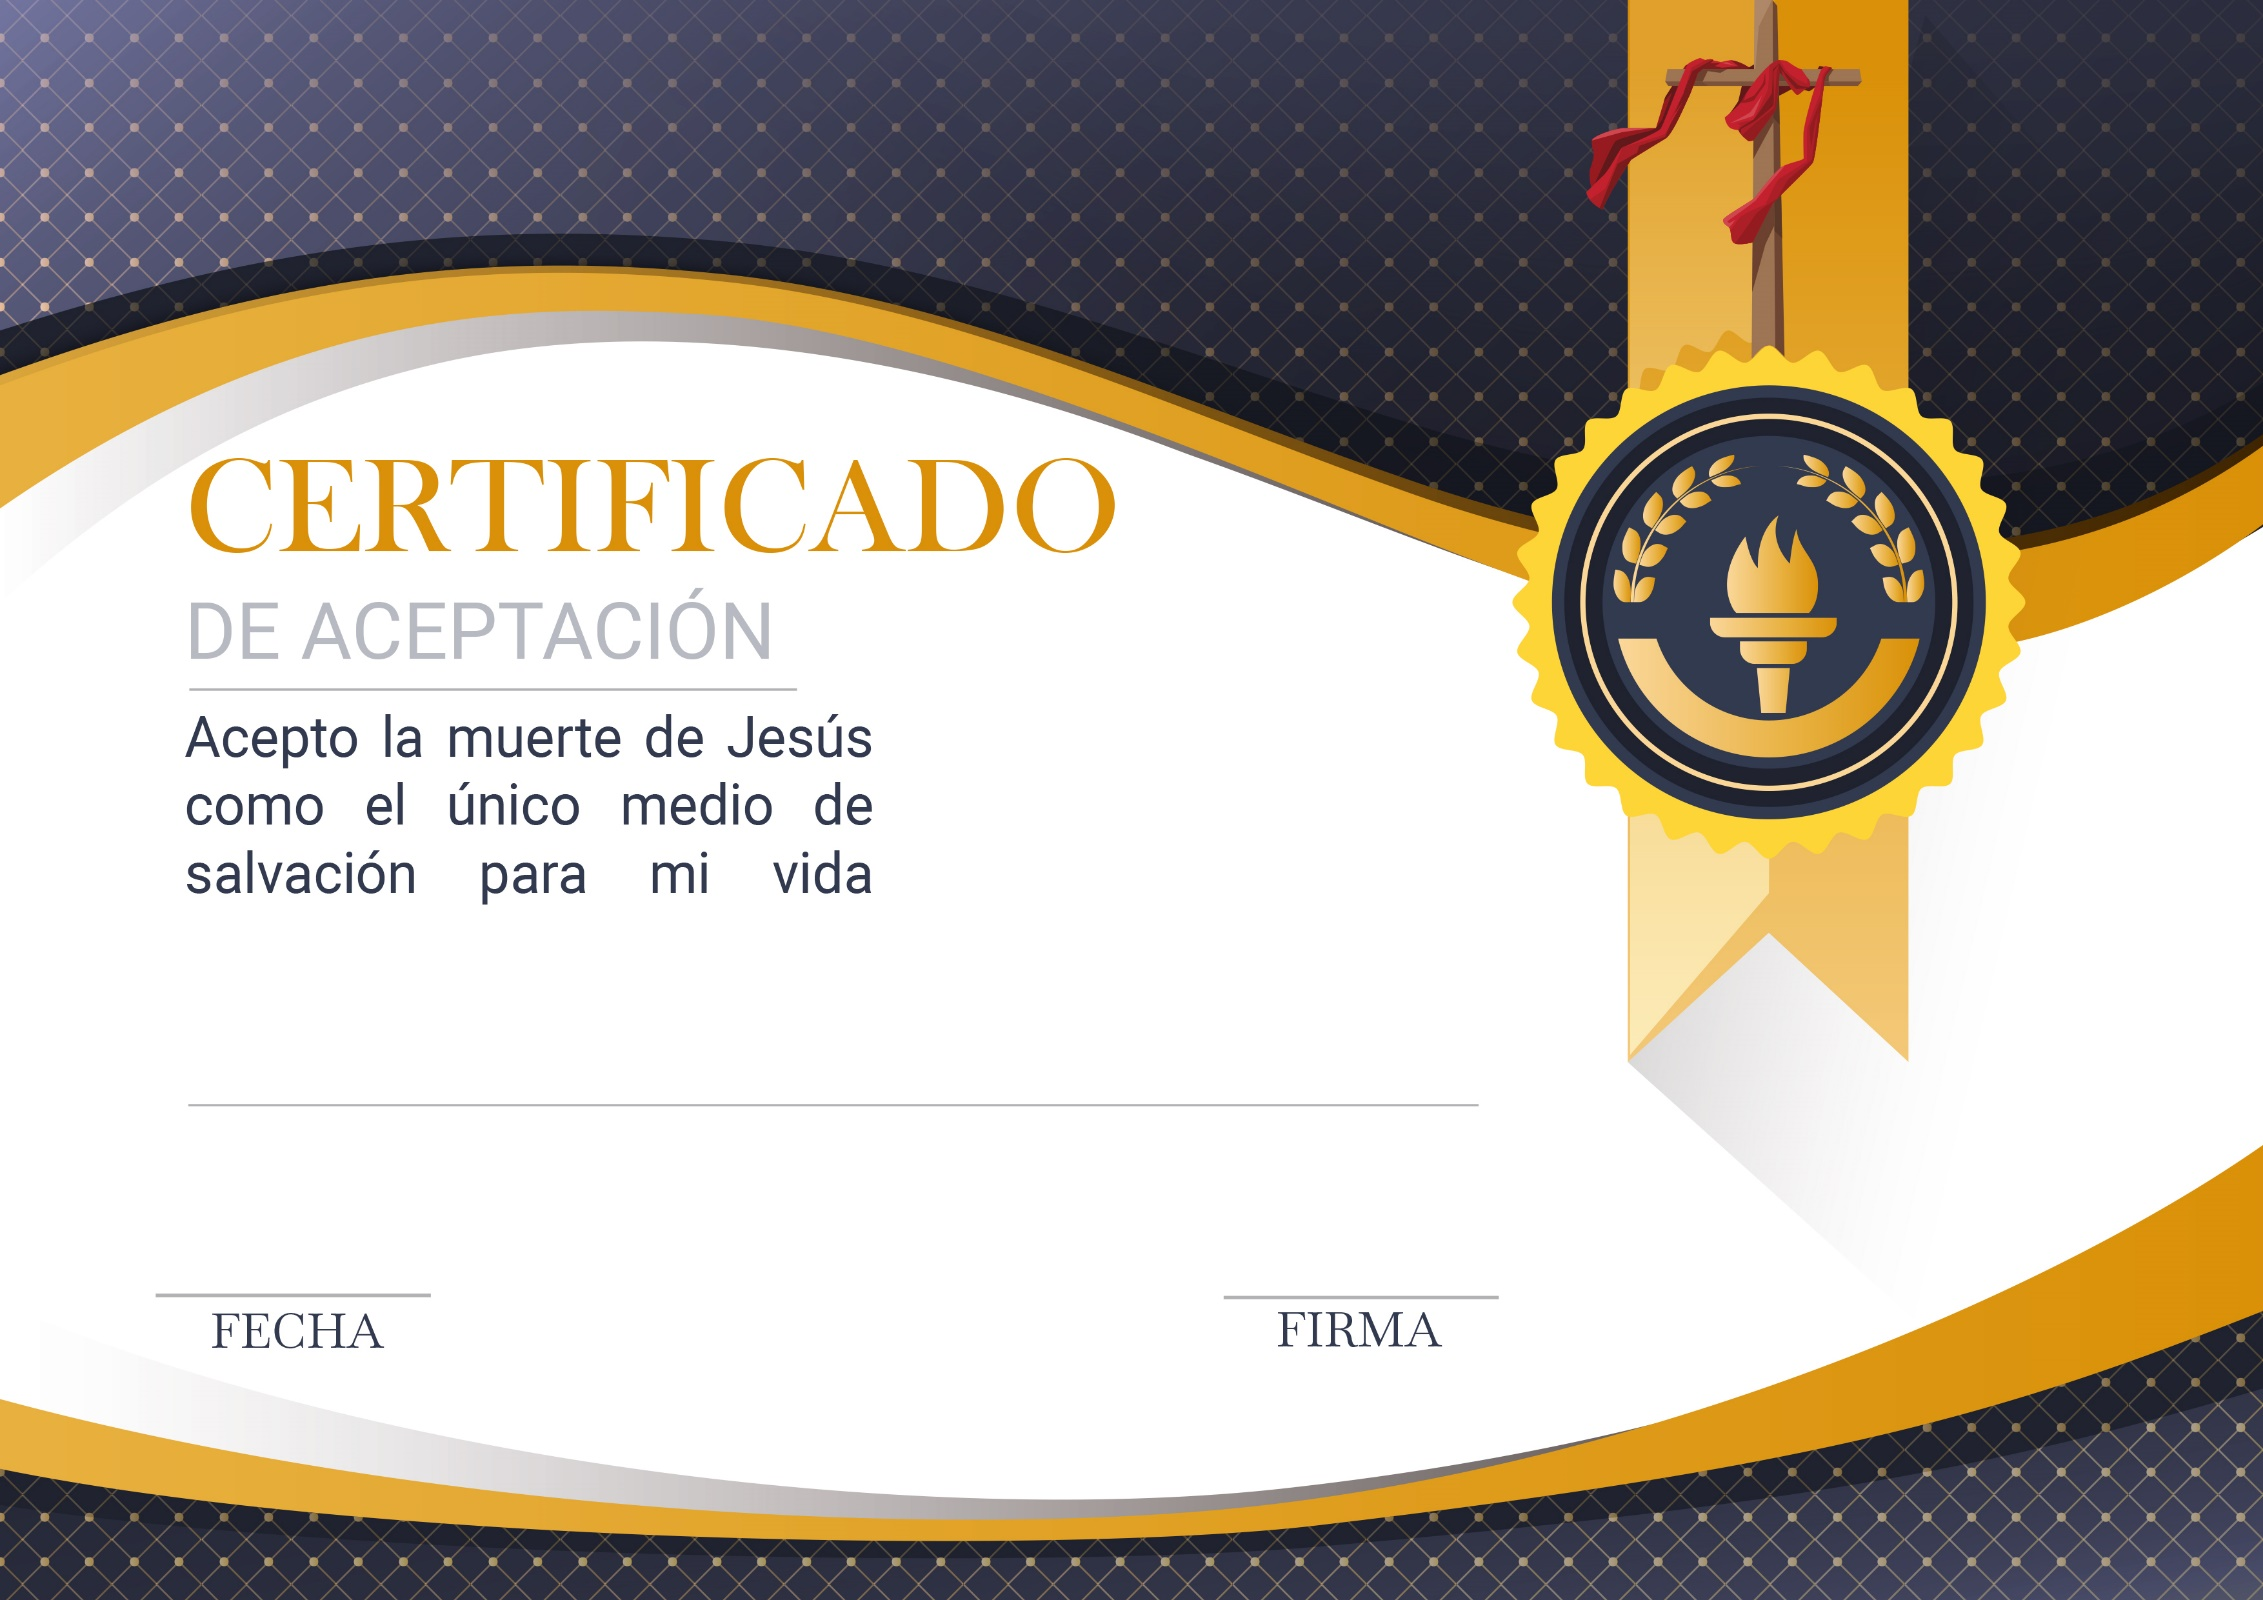 CERTIFICADO
DE ACEPTACIÓN
Acepto la muerte de Jesús
como el único medio de
salvación para mi vida
FECHA
FIRMA